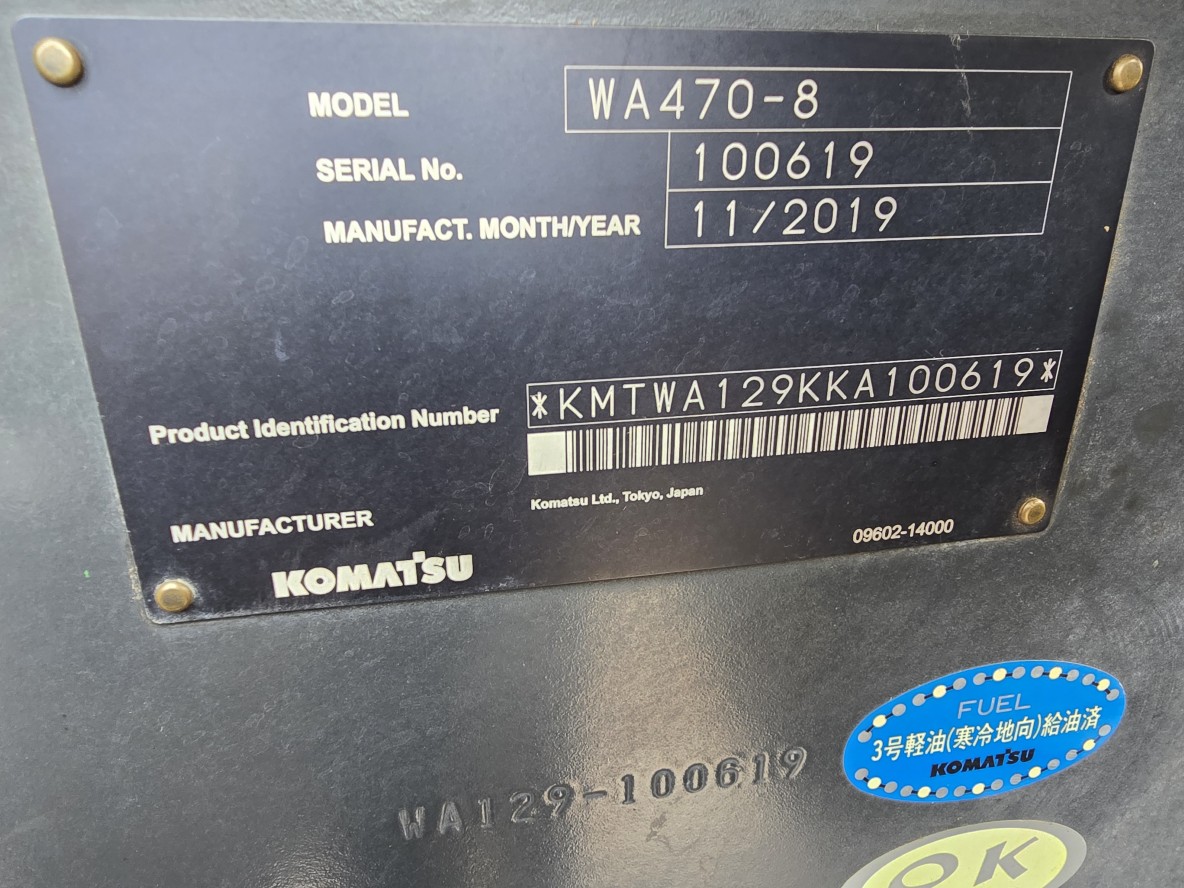 MODEL WA470-8
SERIAL No. 100619
MANUFACT. MONTH/YEAR 11/2019
Product Identification Number *KMTWA129KKA100619*
Komatsu Ltd., Tokyo, Japan
MANUFACTURER
09602-14000
KOMATSU
FUEL
3号軽油(寒冷地向)給油済
KOMATSU
WA129-100619
OK